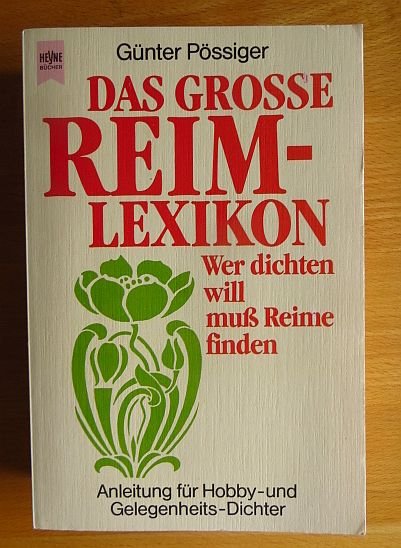 HEYNE
BÜCHER
Günter Pössiger
DAS GROSSE
REIM-
LEXIKON
Wer dichten
will
muß Reime
finden
Anleitung für Hobby-und
Gelegenheits-Dichter